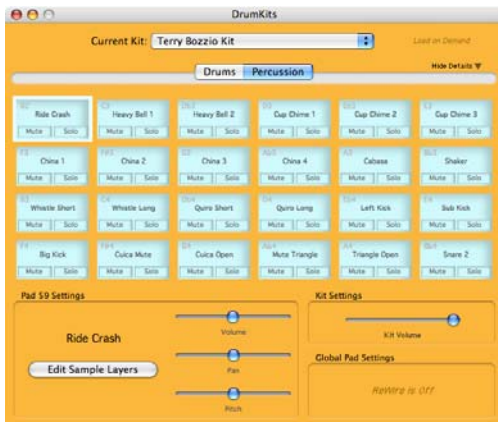 DrumKits
Current Kit: Terry Bozzio Kit
Load on Demand
Drums Percussion
Hide Details
Ride Crash Heavy Bell 1 Heavy Bell 2 Cup Chime 1 Cup Chime 2 Cup Chime 3
Mute Solo Mute Solo Mute Solo Mute Solo Mute Solo Mute Solo
China 1 China 2 China 3 China 4 Cabasa Shaker
Mute Solo Mute Solo Mute Solo Mute Solo Mute Solo Mute Solo
Whistle Short Whistle Long Quiro Short Quiro Long Left Kick Sub Kick
Mute Solo Mute Solo Mute Solo Mute Solo Mute Solo Mute Solo
Big Kick Cuica Mute Cuica Open Mute Triangle Triangle Open Snare 2
Mute Solo Mute Solo Mute Solo Mute Solo Mute Solo Mute Solo
Pad 59 Settings
Ride Crash
Edit Sample Layers
Volume
Pan
Pitch
Kit Settings
Kit Volume
Global Pad Settings
ReWire is Off